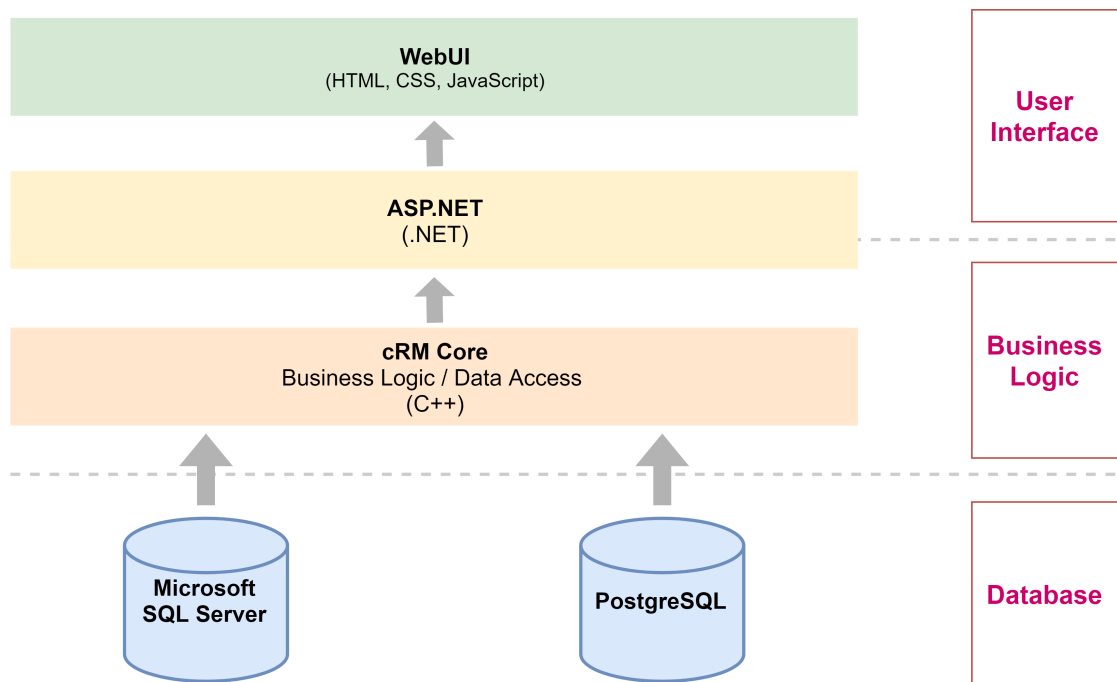 WebUI
(HTML, CSS, JavaScript)
User
Interface
ASP.NET
(.NET)
cRM Core
Business Logic / Data Access
(C++)
Business
Logic
Microsoft
SQL Server
PostgreSQL
Database